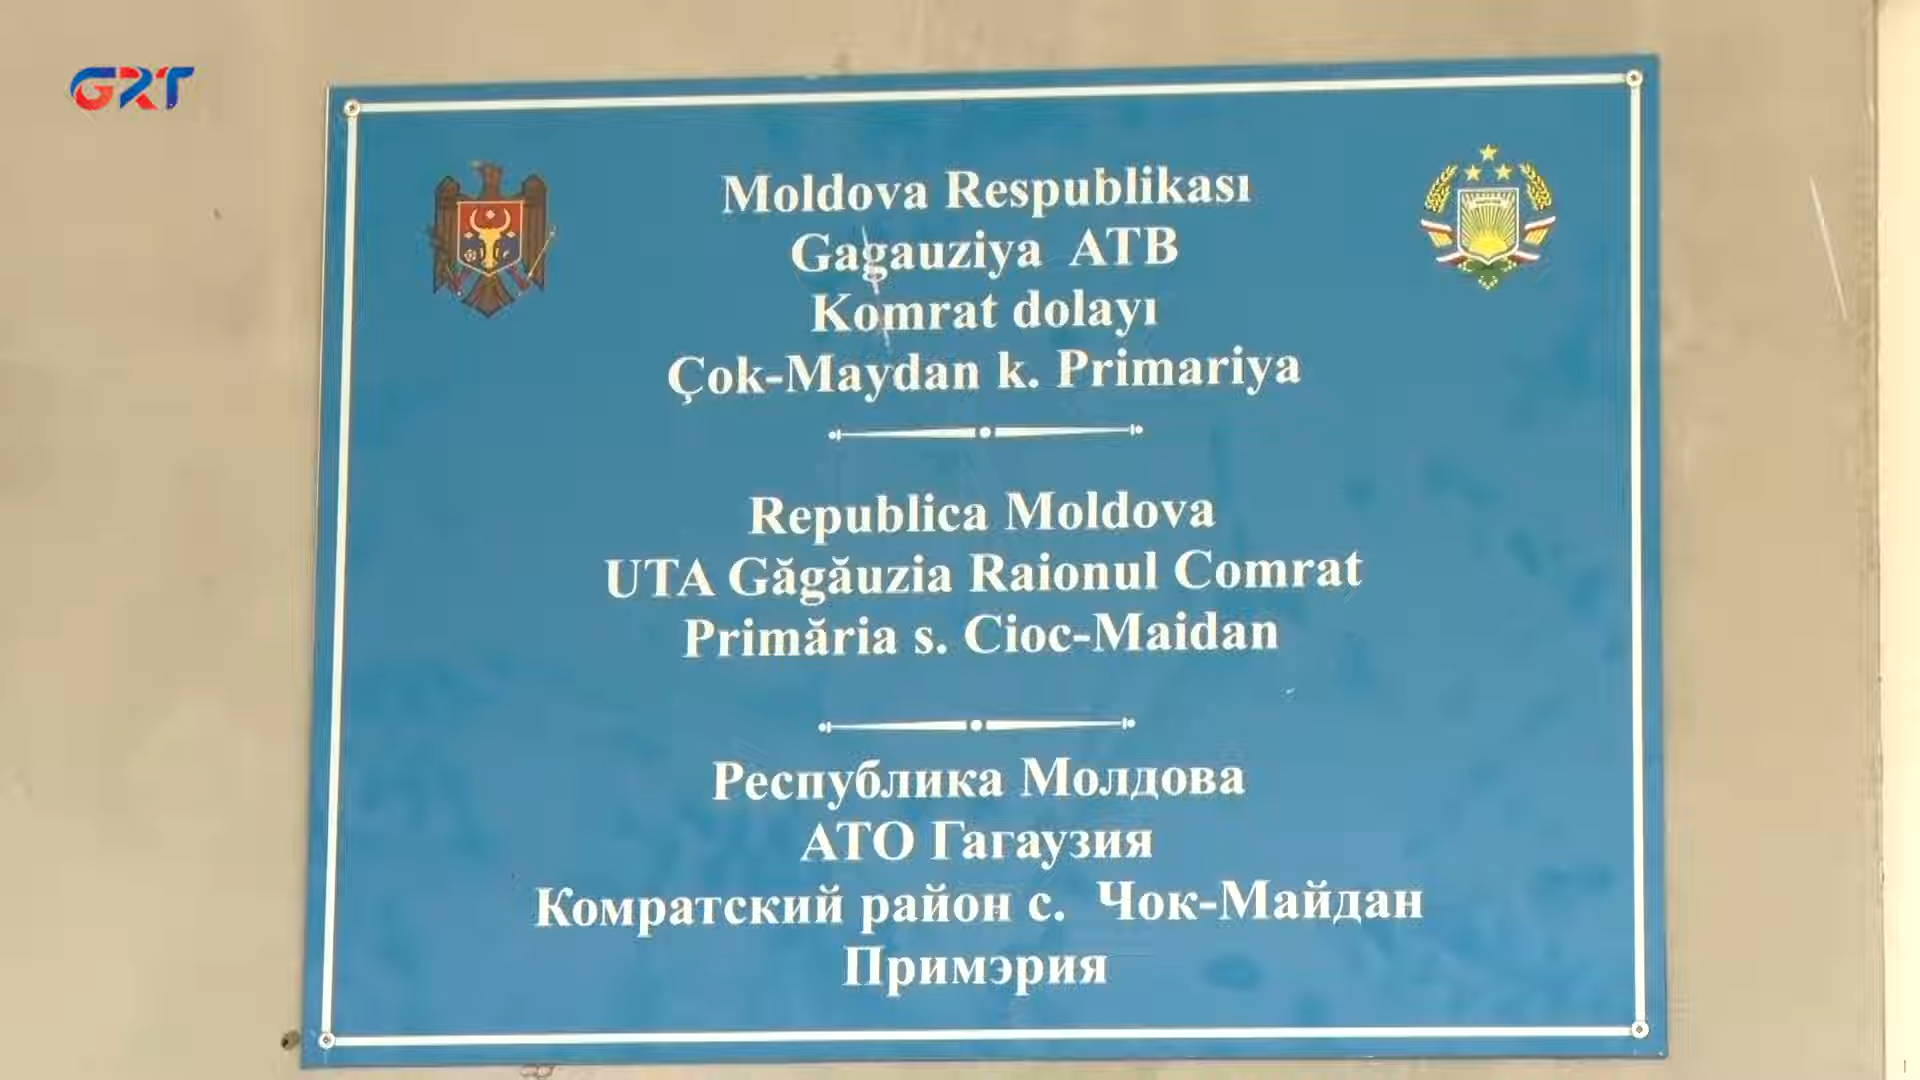 GRT
Moldova Respublikası
Gagauziya ATB
Komrat dolayı
Çok-Maydan k. Primariya
Republica Moldova
UTA Găgăuzia Raionul Comrat
Primăria s. Cioc-Maidan
Республика Молдова
АТО Гагаузия
Комратский район с. Чок-Майдан
Примэрия